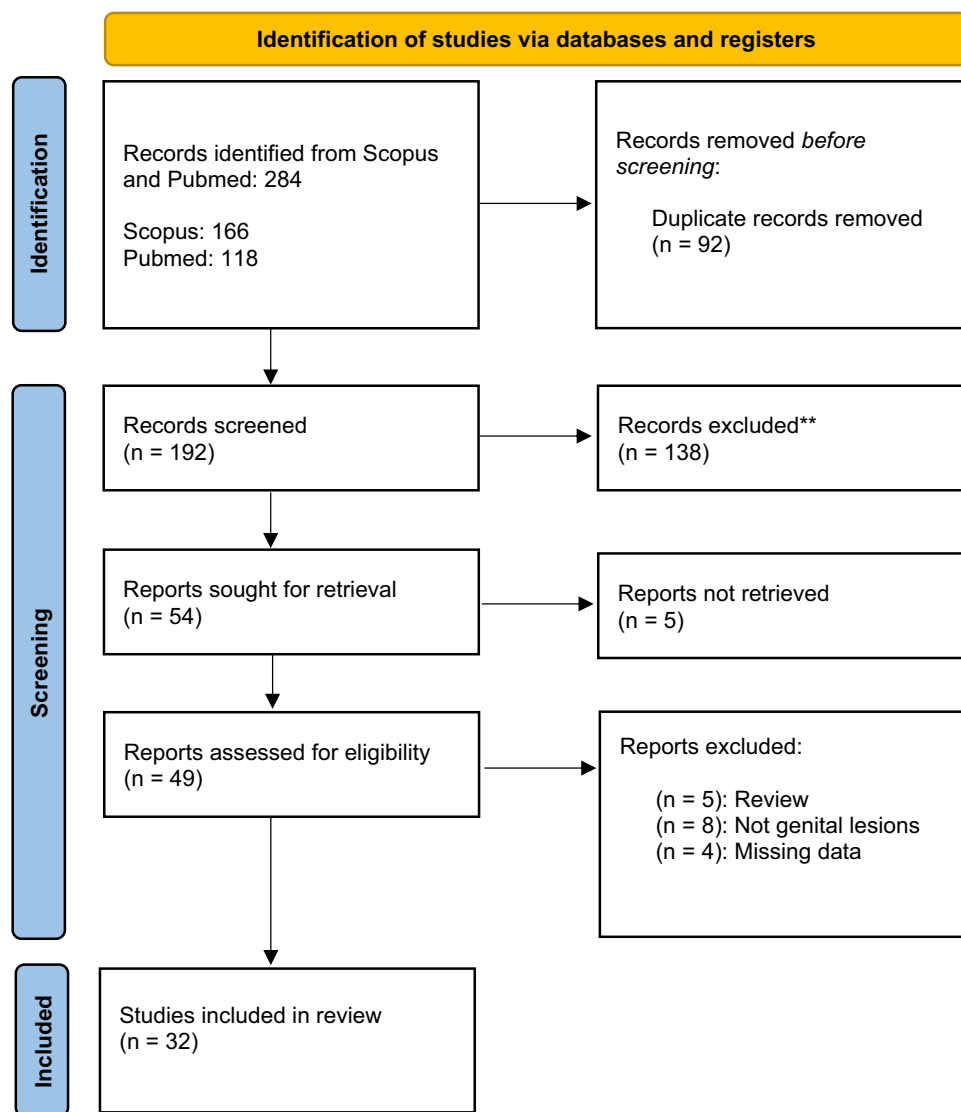 Identification of studies via databases and registers
Identification
Records identified from Scopus
and Pubmed: 284
Scopus: 166
Pubmed: 118
Records removed before
screening:
Duplicate records removed
(n = 92)
Screening
Records screened
(n = 192)
Records excluded**
(n = 138)
Reports sought for retrieval
(n = 54)
Reports not retrieved
(n = 5)
Reports assessed for eligibility
(n = 49)
Reports excluded:
(n = 5): Review
(n = 8): Not genital lesions
(n = 4): Missing data
Included
Studies included in review
(n = 32)